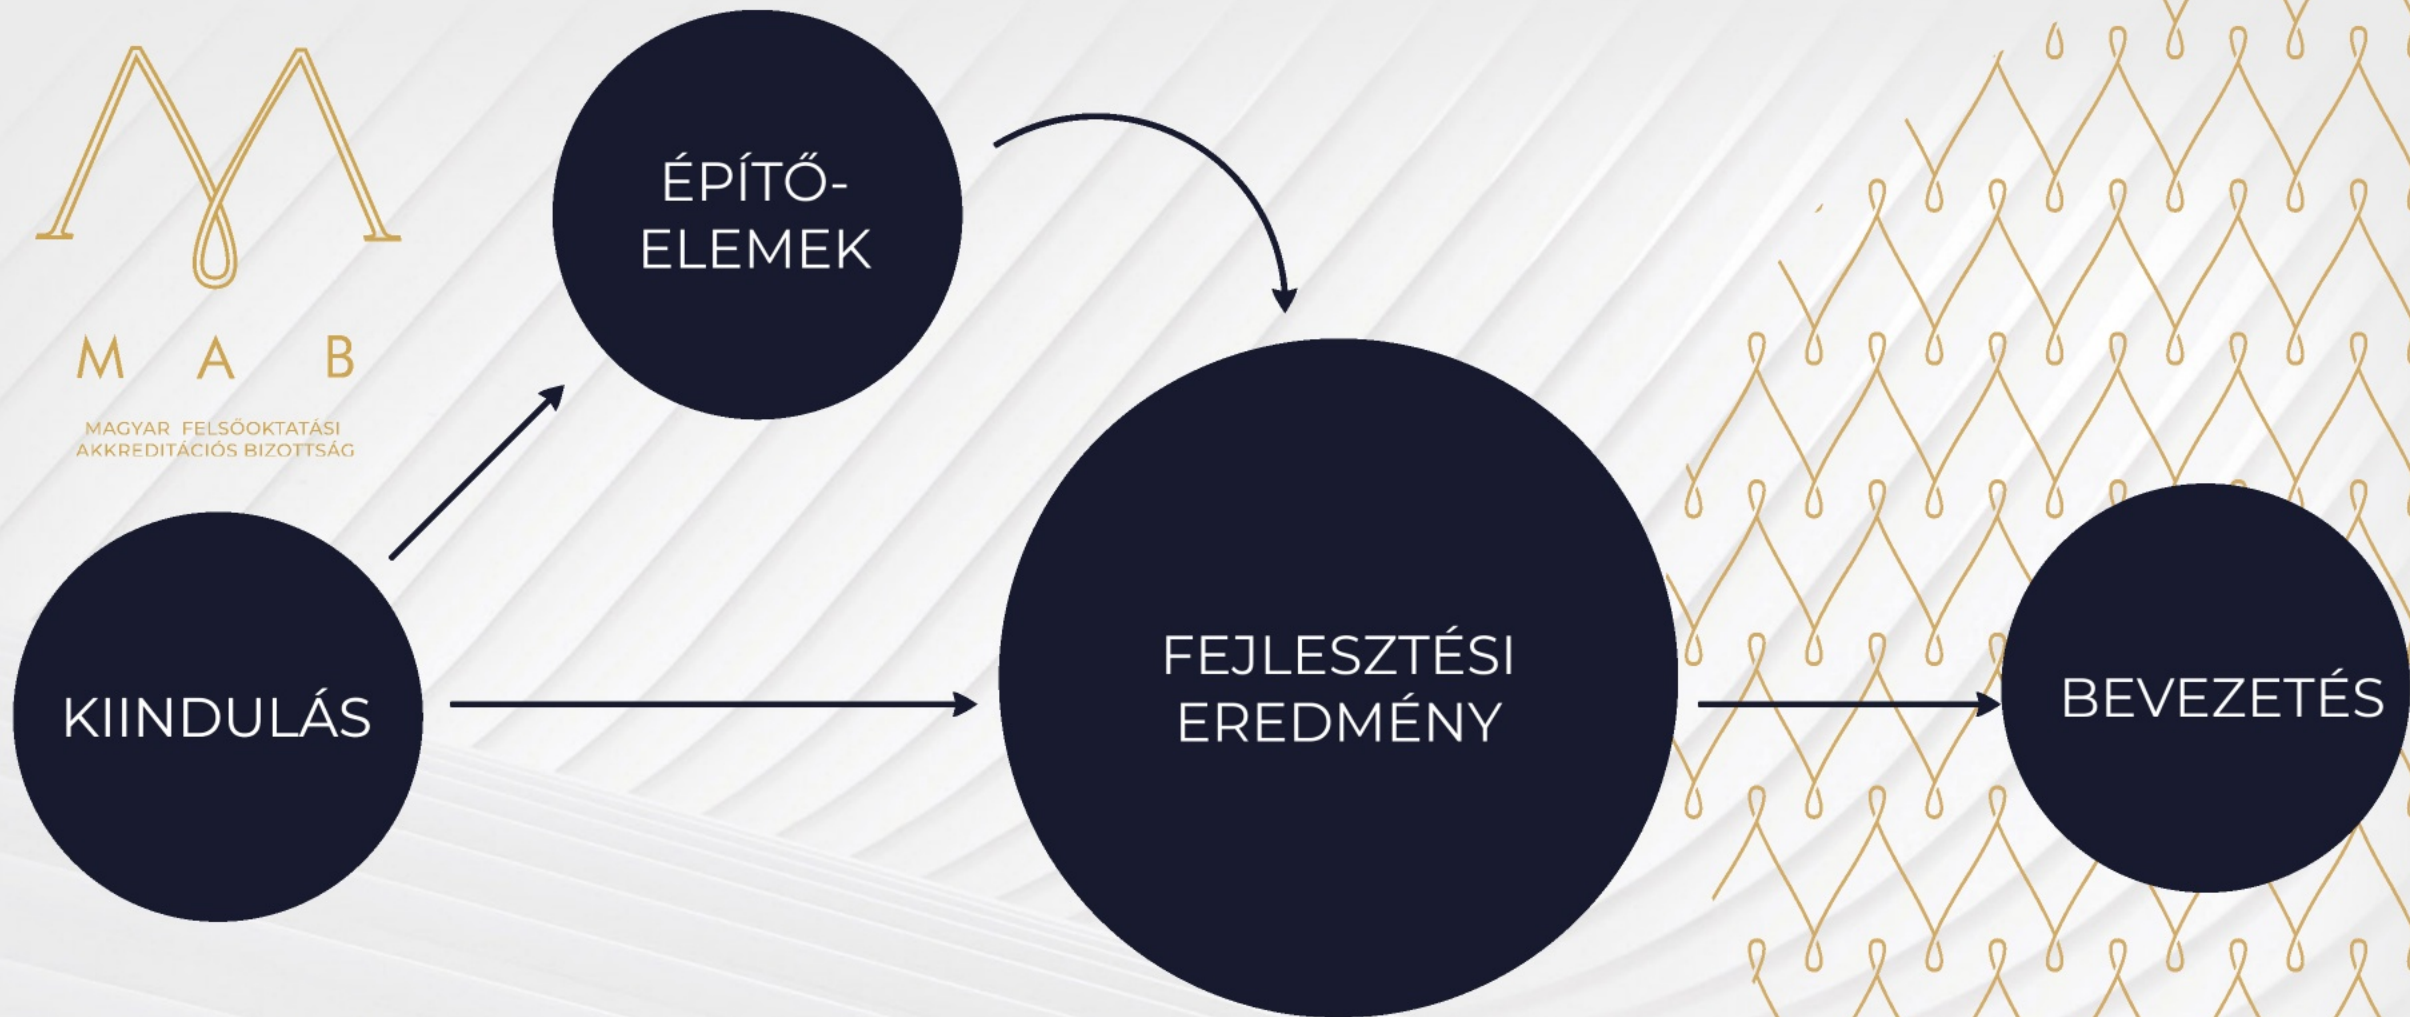 M A B
MAGYAR FELSŐOKTATÁSI
AKKREDITÁCIÓS BIZOTTSÁG
ÉPÍTŐ-
ELEMEK
KIINDULÁS
FEJLESZTÉSI
EREDMÉNY
BEVEZETÉS